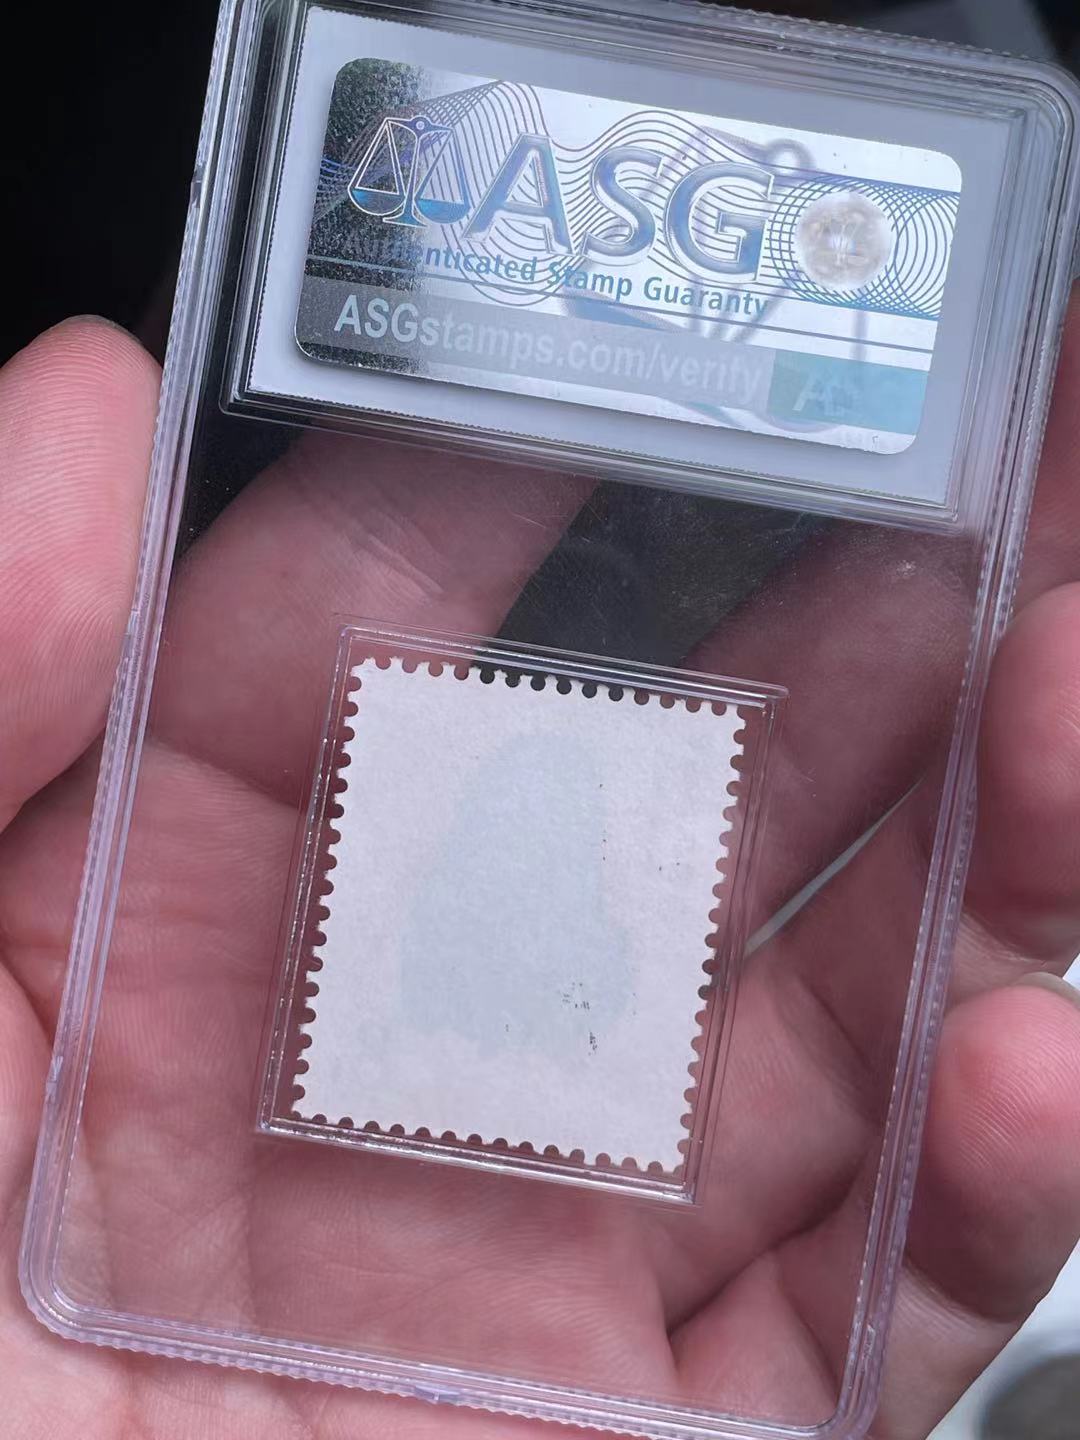 ASG
Authenticated Stamp Guaranty
ASGstamps.com/verify